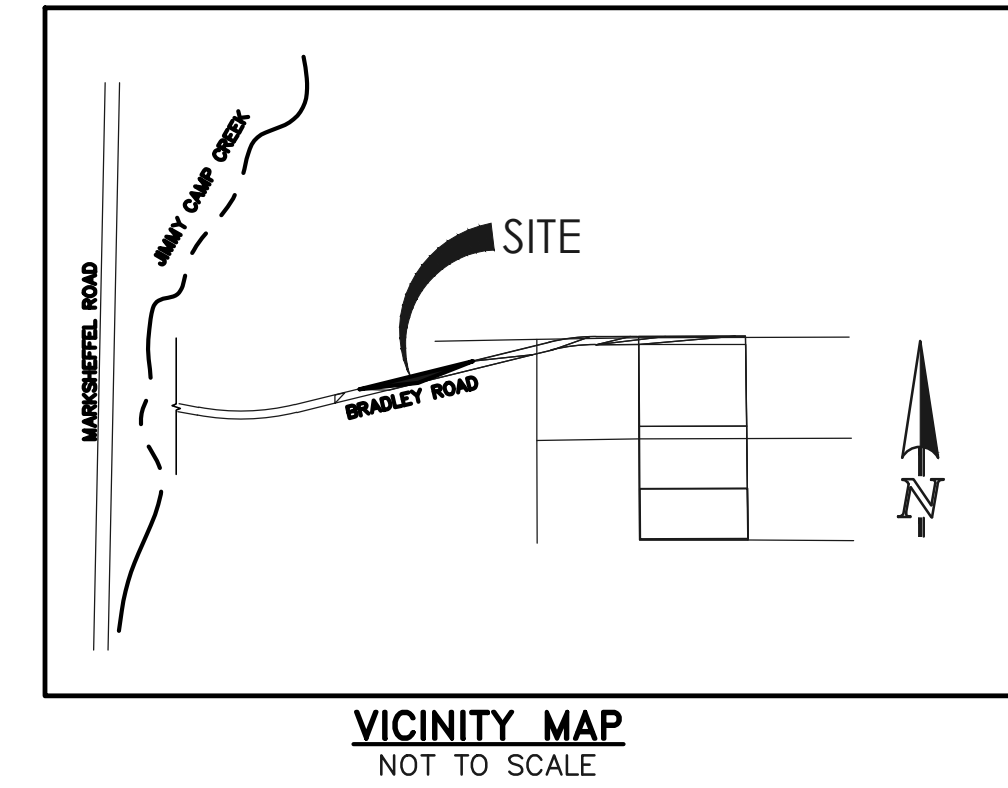 JIMMY CAMP CREEK
SITE
MARKSHEFFEL ROAD
BRADLEY ROAD
N
VICINITY MAP
NOT TO SCALE